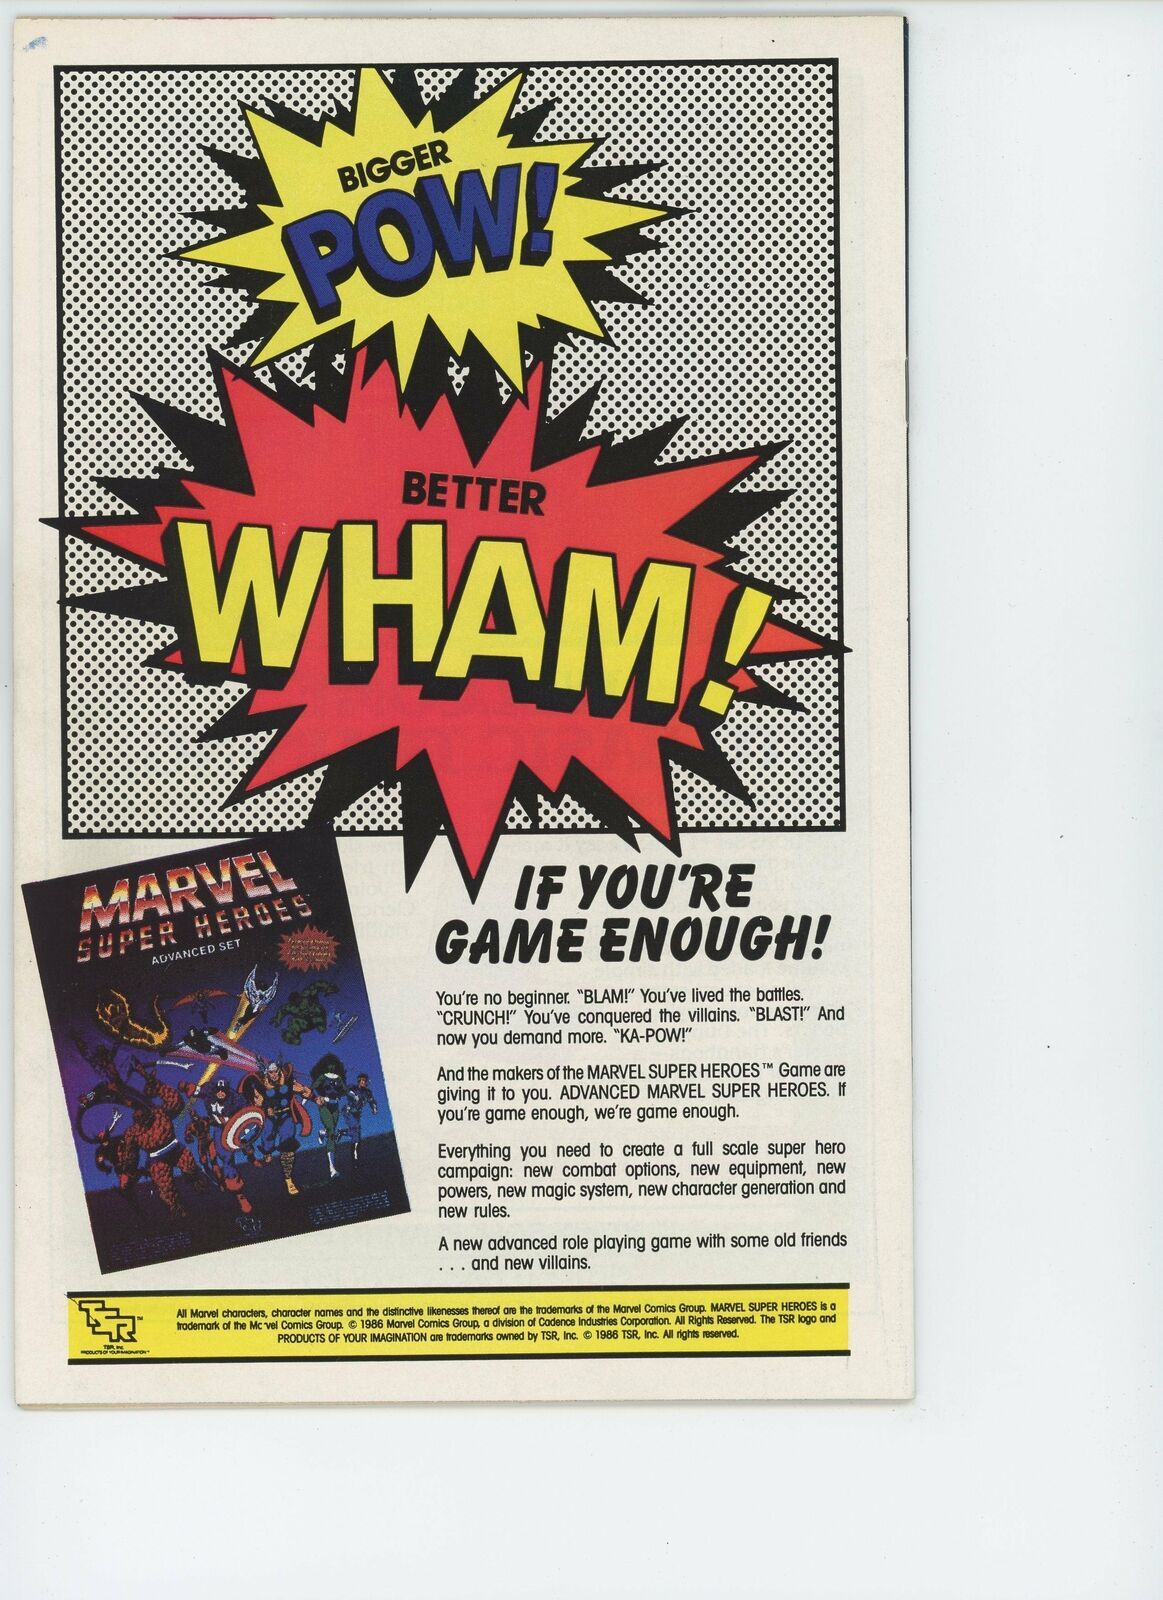 BIGGER
POW!
BETTER
WHAM!
MARVEL
SUPER HEROES
ADVANCED SET
IF YOU'RE
GAME ENOUGH!
You're no beginner. "BLAM!" You've lived the battles.
"CRUNCH!" You've conquered the villains. "BLAST!" And
now you demand more. "KA-POW!"
And the makers of the MARVEL SUPER HEROES™ Game are
giving it to you. ADVANCED MARVEL SUPER HEROES. If
you're game enough, we're game enough.
Everything you need to create a full scale super hero
campaign: new combat options, new equipment, new
powers, new magic system, new character generation and
new rules.
A new advanced role playing game with some old friends
. . . and new villains.
TSR™
TSR, Inc.
PRODUCTS OF YOUR IMAGINATION™
All Marvel characters, character names and the distinctive likenesses thereof are the trademarks of the Marvel Comics Group. MARVEL SUPER HEROES is a
trademark of the Marvel Comics Group. © 1986 Marvel Comics Group, a division of Cadence Industries Corporation. All Rights Reserved. The TSR logo and
PRODUCTS OF YOUR IMAGINATION are trademarks owned by TSR, Inc. © 1986 TSR, Inc. All rights reserved.